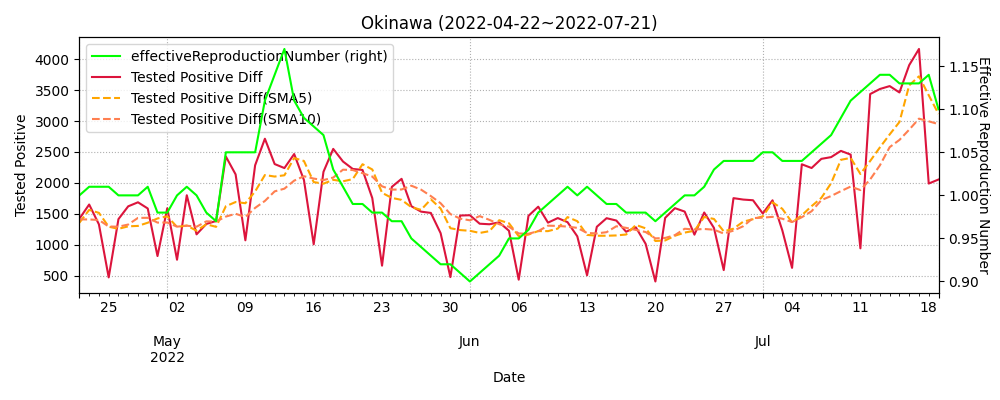 Okinawa (2022-04-22~2022-07-21)
effectiveReproductionNumber (right)
Tested Positive Diff
Tested Positive Diff(SMA5)
Tested Positive Diff(SMA10)
Tested Positive
4000
3500
3000
2500
2000
1500
1000
500
1.15
1.10
1.05
1.00
0.95
0.90
Effective Reproduction Number
25 02 09 16 23 30 06 13 20 27 04 11 18
May Jun Jul
2022
Date